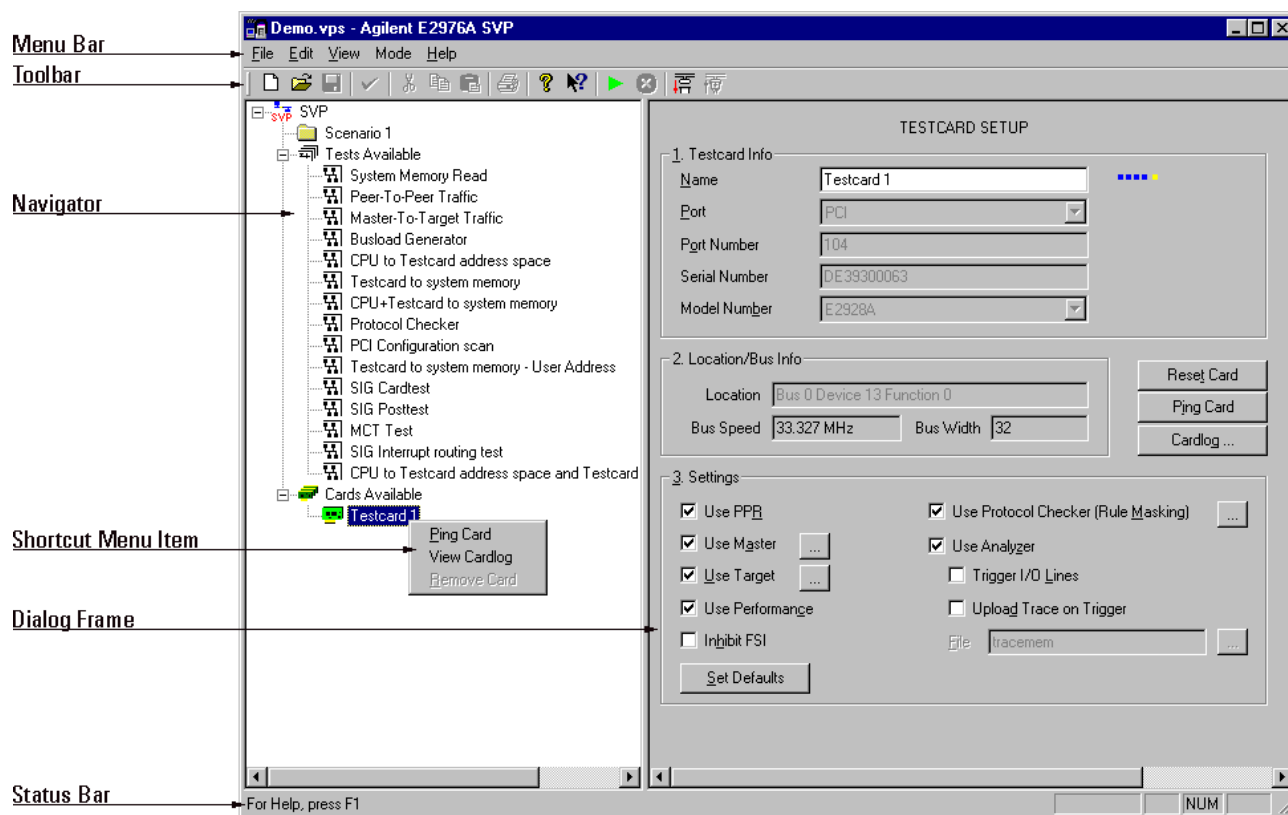 Demo.vps - Agilent E2976A SVP
Menu Bar
File Edit View Mode Help
Toolbar
SVP
SVP
Scenario 1
Tests Available
System Memory Read
Peer-To-Peer Traffic
Navigator
Master-To-Target Traffic
Busload Generator
CPU to Testcard address space
Testcard to system memory
CPU+Testcard to system memory
Protocol Checker
PCI Configuration scan
Testcard to system memory - User Address
SIG Cardtest
SIG Posttest
MCT Test
SIG Interrupt routing test
CPU to Testcard address space and Testcard
Cards Available
Testcard 1
Shortcut Menu Item
Ping Card
View Cardlog
Remove Card
Dialog Frame
TESTCARD SETUP
1. Testcard Info
Name Testcard 1
Port PCI
Port Number 104
Serial Number DE39300063
Model Number E2928A
2. Location/Bus Info
Location Bus 0 Device 13 Function 0
Bus Speed 33.327 MHz Bus Width 32
Reset Card
Ping Card
Cardlog ...
3. Settings
Use PPR
Use Master ...
Use Target ...
Use Performance
Inhibit FSI
Set Defaults
Use Protocol Checker (Rule Masking) ...
Use Analyzer
Trigger I/O Lines
Upload Trace on Trigger
File tracemem ...
Status Bar
For Help, press F1
NUM